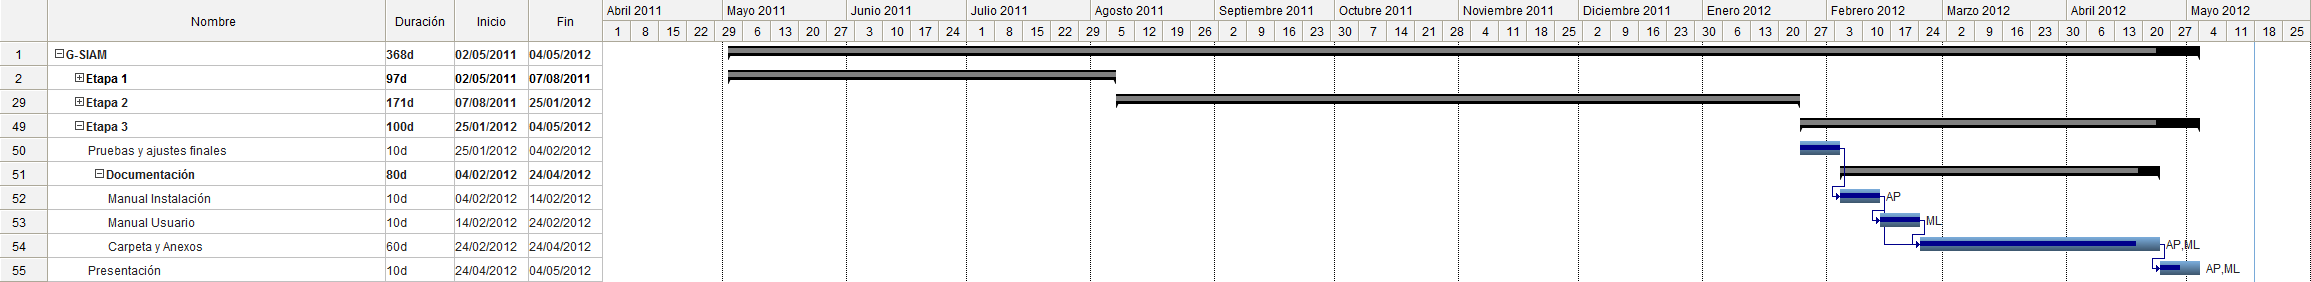 Nombre Duración Inicio Fin Abril 2011 Mayo 2011 Junio 2011 Julio 2011 Agosto 2011 Septiembre 2011 Octubre 2011 Noviembre 2011 Diciembre 2011 Enero 2012 Febrero 2012 Marzo 2012 Abril 2012 Mayo 2012
1 8 15 22 29 6 13 20 27 3 10 17 24 1 8 15 22 29 5 12 19 26 2 9 16 23 30 7 14 21 28 4 11 18 25 2 9 16 23 30 6 13 20 27 3 10 17 24 2 9 16 23 30 6 13 20 27 4 11 18 25
1 G-SIAM 368d 02/05/2011 04/05/2012
2 Etapa 1 97d 02/05/2011 07/08/2011
29 Etapa 2 171d 07/08/2011 25/01/2012
49 Etapa 3 100d 25/01/2012 04/05/2012
50 Pruebas y ajustes finales 10d 25/01/2012 04/02/2012
51 Documentación 80d 04/02/2012 24/04/2012
52 Manual Instalación 10d 04/02/2012 14/02/2012 AP
53 Manual Usuario 10d 14/02/2012 24/02/2012 ML
54 Carpeta y Anexos 60d 24/02/2012 24/04/2012 AP,ML
55 Presentación 10d 24/04/2012 04/05/2012 AP,ML